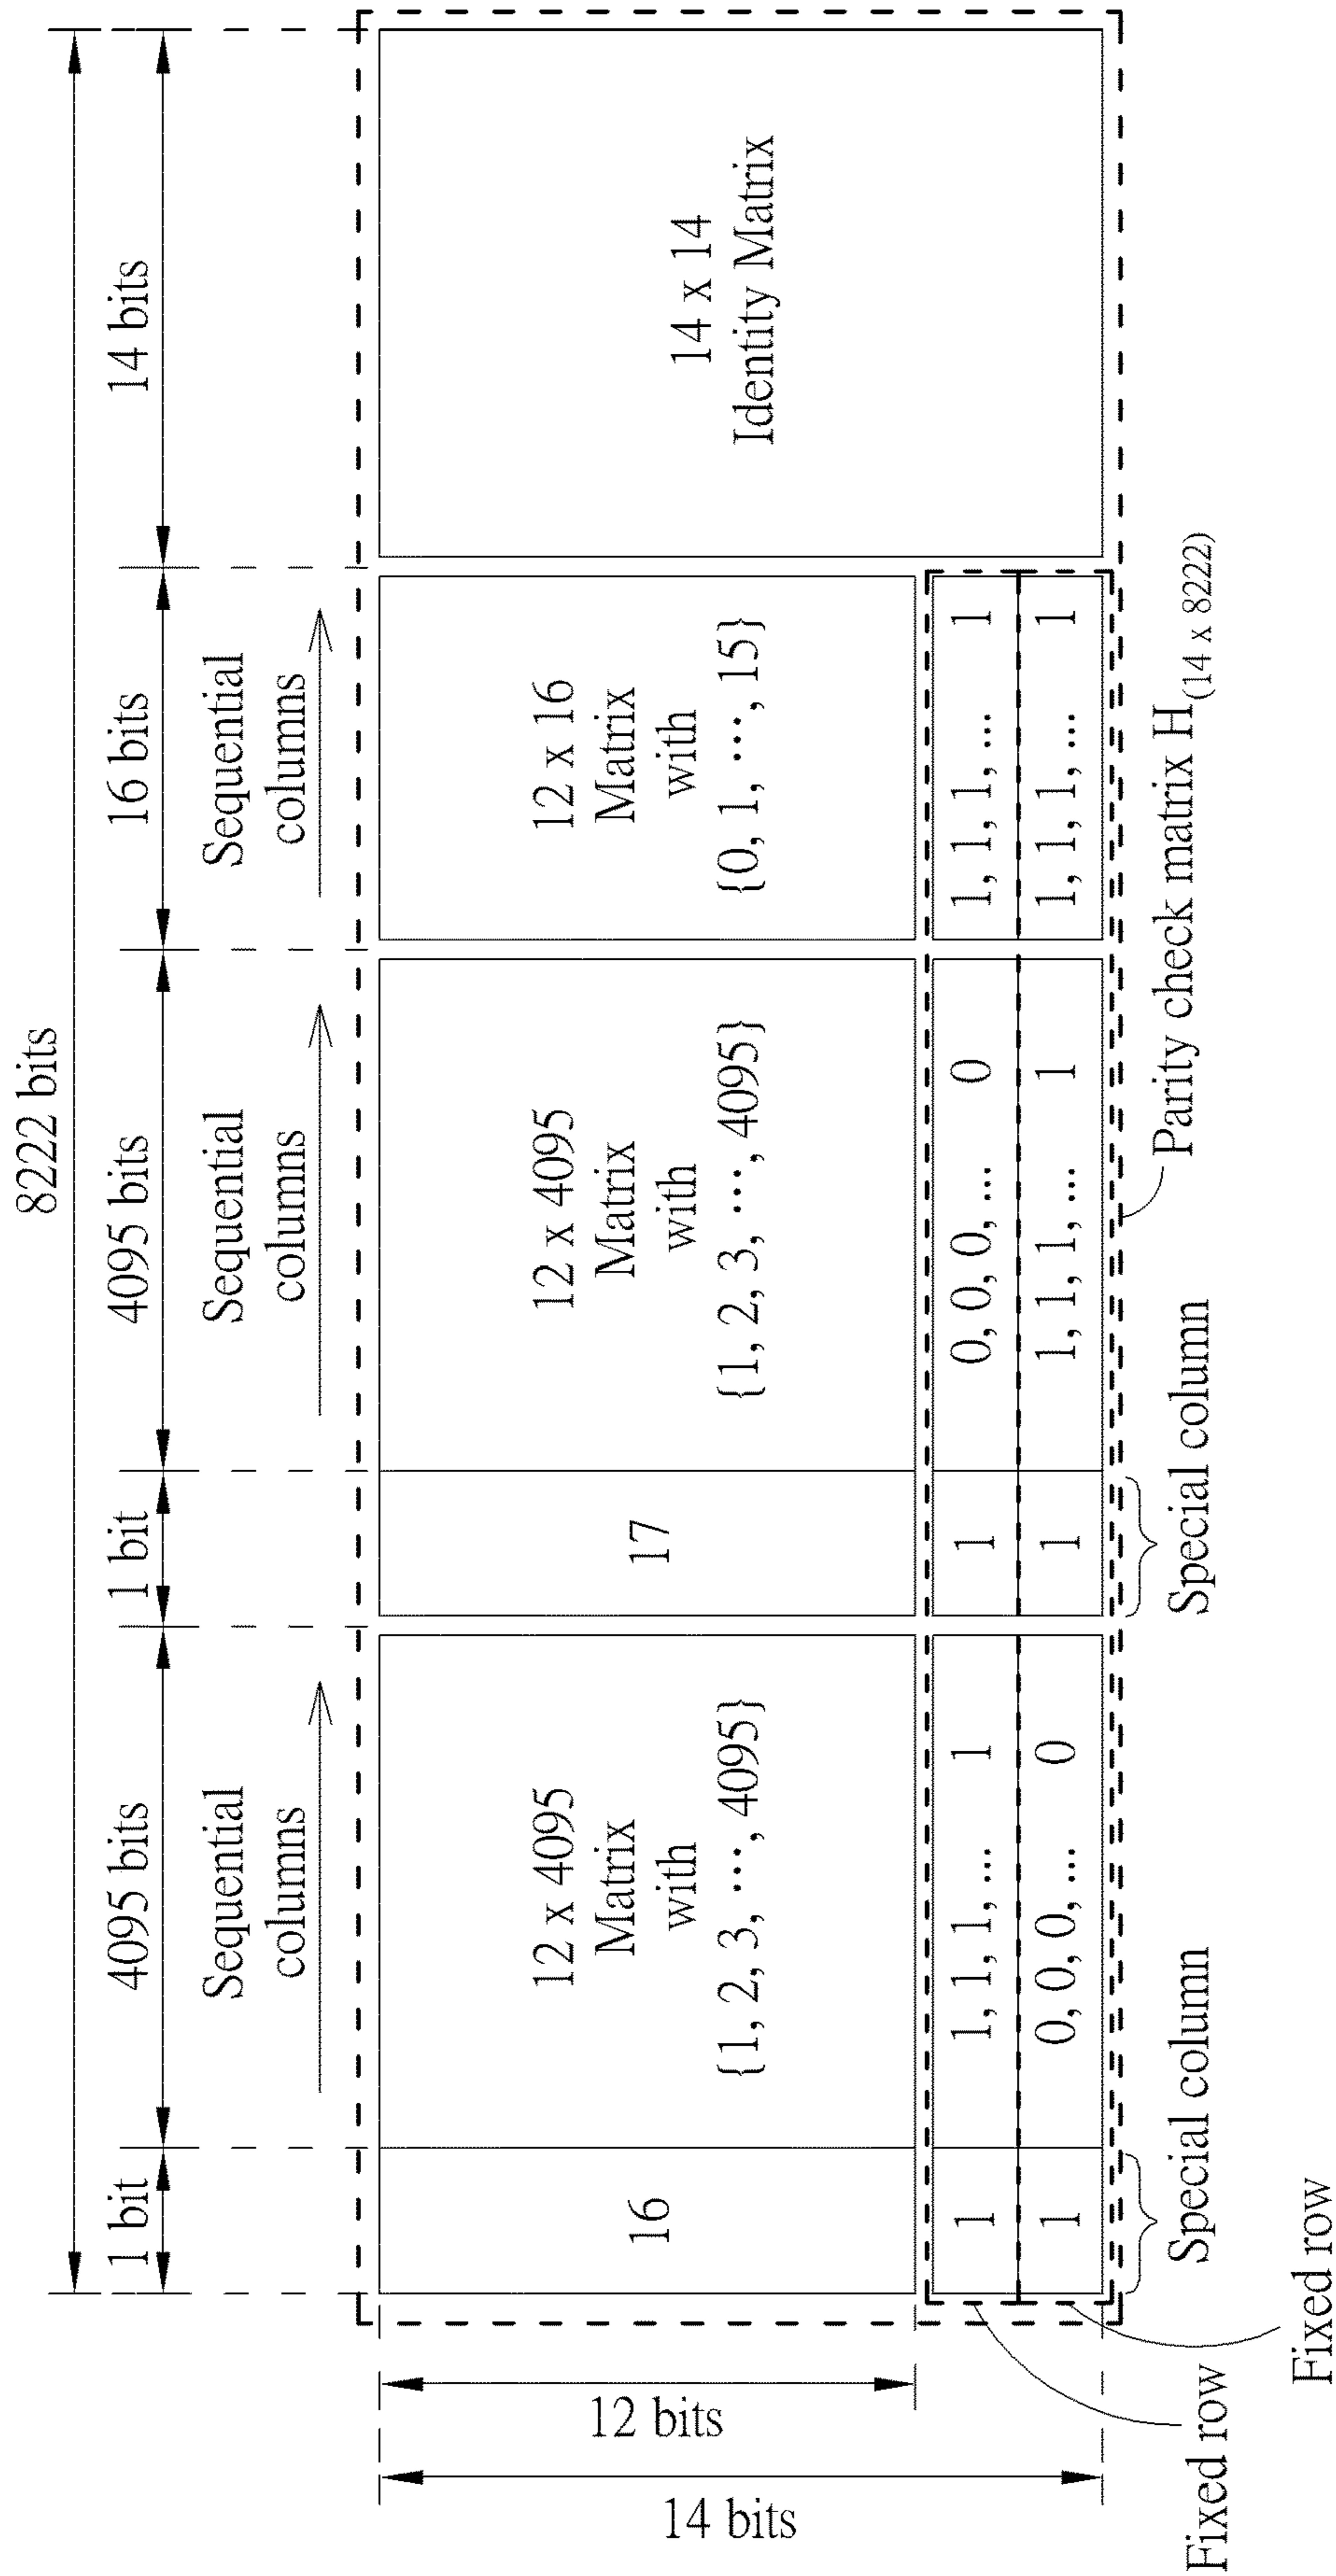 8222 bits
1 bit
4095 bits
1 bit
4095 bits
16 bits
14 bits
Sequential
columns
Sequential
columns
Sequential
columns
14 bits
12 bits
16
12 x 4095
Matrix
with
{1, 2, 3, ···, 4095}
17
12 x 4095
Matrix
with
{1, 2, 3, ···, 4095}
12 x 16
Matrix
with
{0, 1, ···, 15}
14 x 14
Identity Matrix
1
1, 1, 1, ... 1
1
0, 0, 0, ... 0
1, 1, 1, ... 1
1
0, 0, 0, ... 0
1
1, 1, 1, ... 1
1, 1, 1, ... 1
Fixed row
Fixed row
Special column
Special column
Parity check matrix H(14 x 8222)